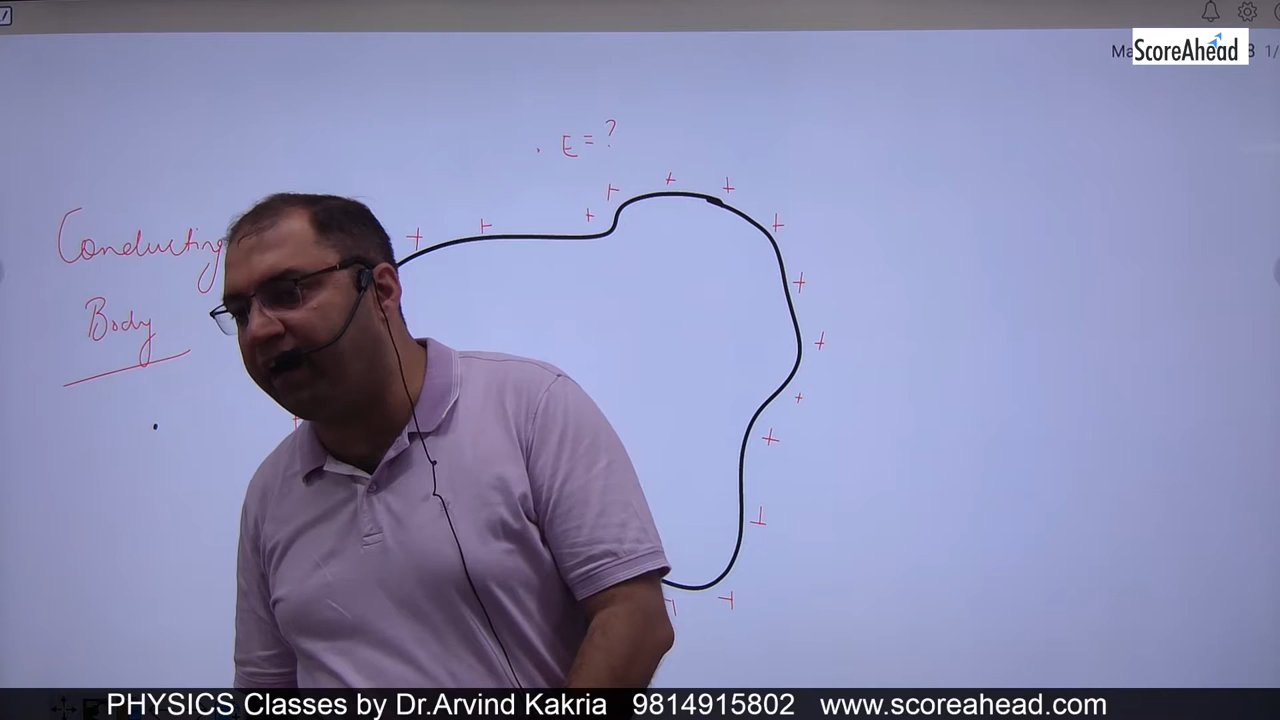 ScoreAhead
E = ?
Conducting
Body
PHYSICS Classes by Dr.Arvind Kakria 9814915802 www.scoreahead.com